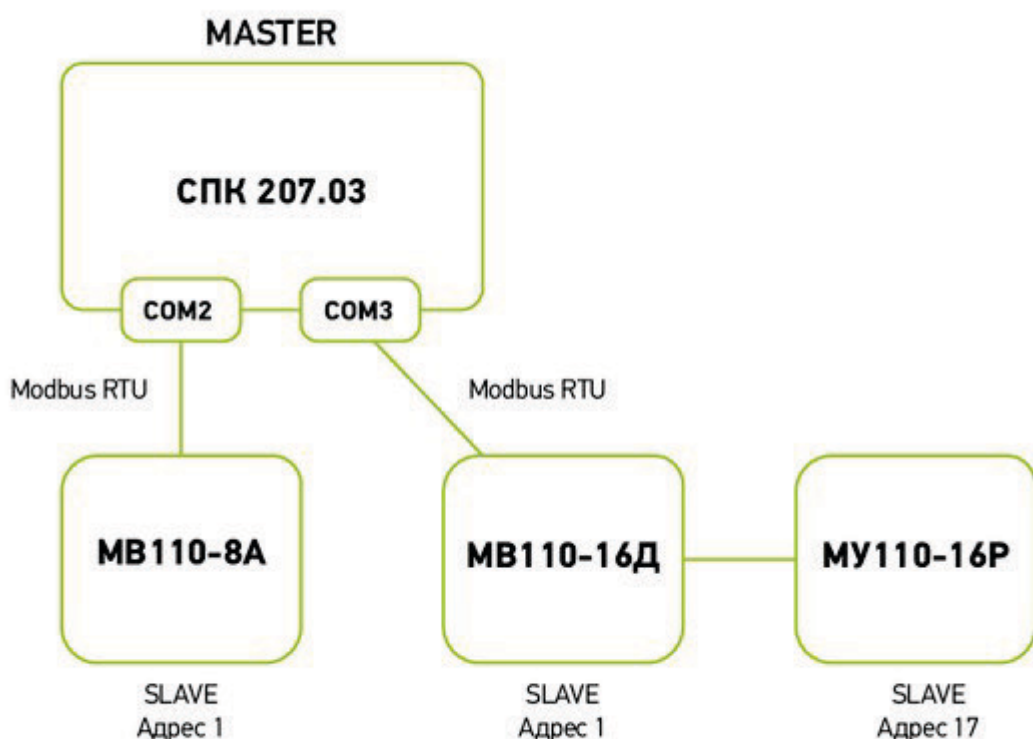 MASTER
СПК 207.03
COM2
COM3
Modbus RTU
Modbus RTU
МВ110-8А
МВ110-16Д
МУ110-16Р
SLAVE
Адрес 1
SLAVE
Адрес 1
SLAVE
Адрес 17